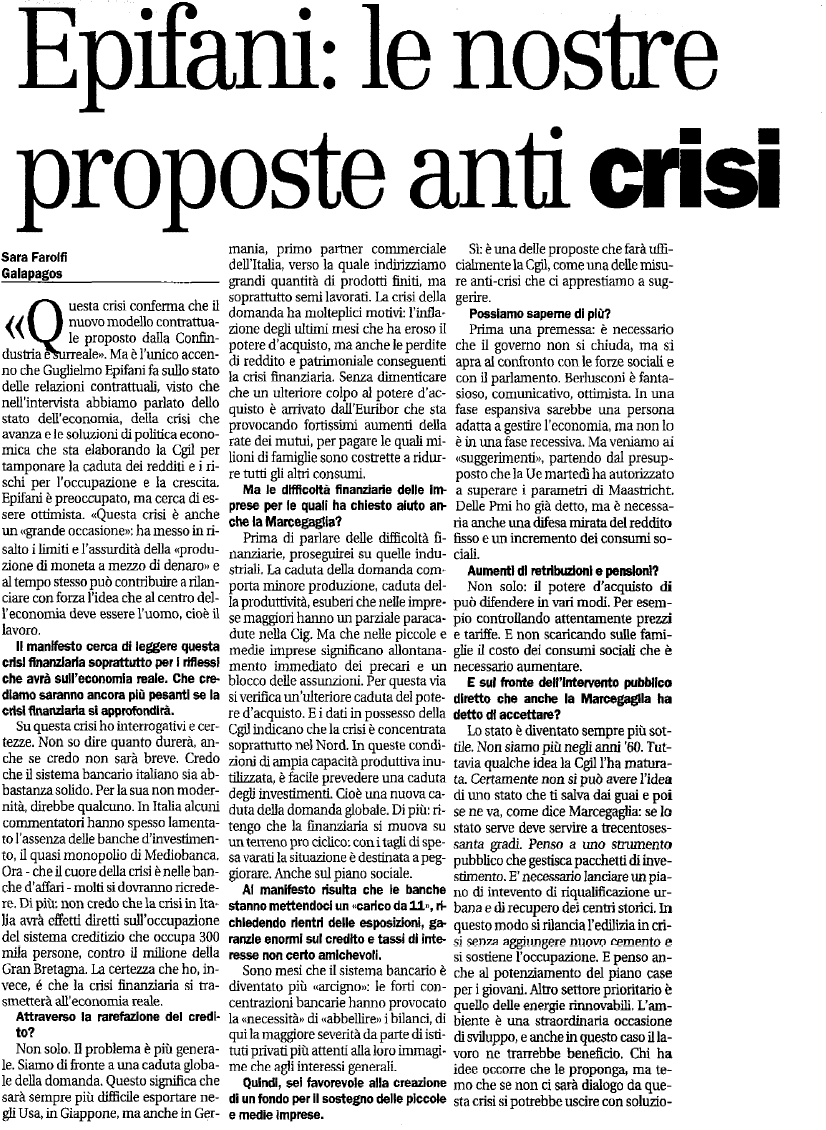 Epifani: le nostre
proposte anti crisi
Sara Farolfi
Galapagos
«Questa crisi conferma che il
nuovo modello contrattua-
le proposto dalla Confin-
dustria è surreale». Ma è l'unico accen-
no che Guglielmo Epifani fa sullo stato
delle relazioni contrattuali, visto che
nell'intervista abbiamo parlato dello
stato dell'economia, della crisi che
avanza e le soluzioni di politica econo-
mica che sta elaborando la Cgil per
tamponare la caduta dei redditi e i ri-
schi per l'occupazione e la crescita.
Epifani è preoccupato, ma cerca di es-
sere ottimista. «Questa crisi è anche
un «grande occasione»: ha messo in ri-
salto i limiti e l'assurdità della «produ-
zione di moneta a mezzo di denaro» e
al tempo stesso può contribuire a rilan-
ciare con forza l'idea che al centro del-
l'economia deve essere l'uomo, cioè il
lavoro.
Il manifesto cerca di leggere questa
crisi finanziaria soprattutto per i riflessi
che avrà sull'economia reale. Che cre-
diamo saranno ancora più pesanti se la
crisi finanziaria si approfondirà.
Su questa crisi ho interrogativi e cer-
tezze. Non so dire quanto durerà, an-
che se credo non sarà breve. Credo
che il sistema bancario italiano sia ab-
bastanza solido. Per la sua non moder-
nità, direbbe qualcuno. In Italia alcuni
commentatori hanno spesso lamenta-
to l'assenza delle banche d'investimen-
to, il quasi monopolio di Mediobanca.
Ora - che il cuore della crisi è nelle ban-
che d'affari - molti si dovranno ricrede-
re. Di più: non credo che la crisi in Ita-
lia avrà effetti diretti sull'occupazione
del sistema creditizio che occupa 300
mila persone, contro il milione della
Gran Bretagna. La certezza che ho, in-
vece, é che la crisi finanziaria si tra-
smetterà all'economia reale.
Attraverso la rarefazione del credi-
to?
Non solo. Il problema è più genera-
le. Siamo di fronte a una caduta globa-
le della domanda. Questo significa che
sarà sempre più difficile esportare ne-
gli Usa, in Giappone, ma anche in Ger-
mania, primo partner commerciale
dell'Italia, verso la quale indirizziamo
grandi quantità di prodotti finiti, ma
soprattutto semi lavorati. La crisi della
domanda ha molteplici motivi: l'infla-
zione degli ultimi mesi che ha eroso il
potere d'acquisto, ma anche le perdite
di reddito e patrimoniale conseguenti
la crisi finanziaria. Senza dimenticare
che un ulteriore colpo al potere d'ac-
quisto è arrivato dall'Euribor che sta
provocando fortissimi aumenti della
rate dei mutui, per pagare le quali mi-
lioni di famiglie sono costrette a ridur-
re tutti gli altri consumi.
Ma le difficoltà finanziarie delle im-
prese per le quali ha chiesto aiuto an-
che la Marcegaglia?
Prima di parlare delle difficoltà fi-
nanziarie, proseguirei su quelle indu-
striali. La caduta della domanda com-
porta minore produzione, caduta del-
la produttività, esuberi che nelle impre-
se maggiori hanno un parziale paraca-
dute nella Cig. Ma che nelle piccole e
medie imprese significano allontana-
mento immediato dei precari e un
blocco delle assunzioni. Per questa via
si verifica un'ulteriore caduta del pote-
re d'acquisto. E i dati in possesso della
Cgil indicano che la crisi è concentrata
soprattutto nel Nord. In queste condi-
zioni di ampia capacità produttiva inu-
tilizzata, è facile prevedere una caduta
degli investimenti. Cioè una nuova ca-
duta della domanda globale. Di più: ri-
tengo che la finanziaria si muova su
un terreno pro ciclico: con i tagli di spe-
sa varati la situazione è destinata a peg-
giorare. Anche sul piano sociale.
Al manifesto risulta che le banche
stanno mettendoci un «carico da 11», ri-
chiedendo rientri delle esposizioni, ga-
ranzie enormi sul credito e tassi di inte-
resse non certo amichevoli.
Sono mesi che il sistema bancario è
diventato più «arcigno»: le forti con-
centrazioni bancarie hanno provocato
la «necessità» di «abbellire» i bilanci, di
qui la maggiore severità da parte di isti-
tuti privati più attenti alla loro immagi-
ne che agli interessi generali.
Quindi, sei favorevole alla creazione
di un fondo per il sostegno delle piccole
e medie imprese.
Sì: è una delle proposte che farà uffi-
cialmente la Cgil, come una delle misu-
re anti-crisi che ci apprestiamo a sug-
gerire.
Possiamo saperne di più?
Prima una premessa: è necessario
che il governo non si chiuda, ma si
apra al confronto con le forze sociali e
con il parlamento. Berlusconi è fanta-
sioso, comunicativo, ottimista. In una
fase espansiva sarebbe una persona
adatta a gestire l'economia, ma non lo
è in una fase recessiva. Ma veniamo ai
«suggerimenti», partendo dal presup-
posto che la Ue martedì ha autorizzato
a superare i parametri di Maastricht.
Delle Pmi ho già detto, ma è necessa-
ria anche una difesa mirata del reddito
fisso e un incremento dei consumi so-
ciali.
Aumenti di retribuzioni e pensioni?
Non solo: il potere d'acquisto di
può difendere in vari modi. Per esem-
pio controllando attentamente prezzi
e tariffe. E non scaricando sulle fami-
glie il costo dei consumi sociali che è
necessario aumentare.
E sul fronte dell'intervento pubblico
diretto che anche la Marcegaglia ha
detto di accettare?
Lo stato è diventato sempre più sot-
tile. Non siamo più negli anni '60. Tut-
tavia qualche idea la Cgil l'ha matura-
ta. Certamente non si può avere l'idea
di uno stato che ti salva dai guai e poi
se ne va, come dice Marcegaglia: se lo
stato serve deve servire a trecentoses-
santa gradi. Penso a uno strumento
pubblico che gestisca pacchetti di inve-
stimento. E' necessario lanciare un pia-
no di intevento di riqualificazione ur-
bana e di recupero dei centri storici. In
questo modo si rilancia l'edilizia in cri-
si senza aggiungere nuovo cemento e
si sostiene l'occupazione. E penso an-
che al potenziamento del piano case
per i giovani. Altro settore prioritario è
quello delle energie rinnovabili. L'am-
biente è una straordinaria occasione
di sviluppo, e anche in questo caso il la-
voro ne trarrebbe beneficio. Chi ha
idee occorre che le proponga, ma te-
mo che se non ci sarà dialogo da que-
sta crisi si potrebbe uscire con soluzio-